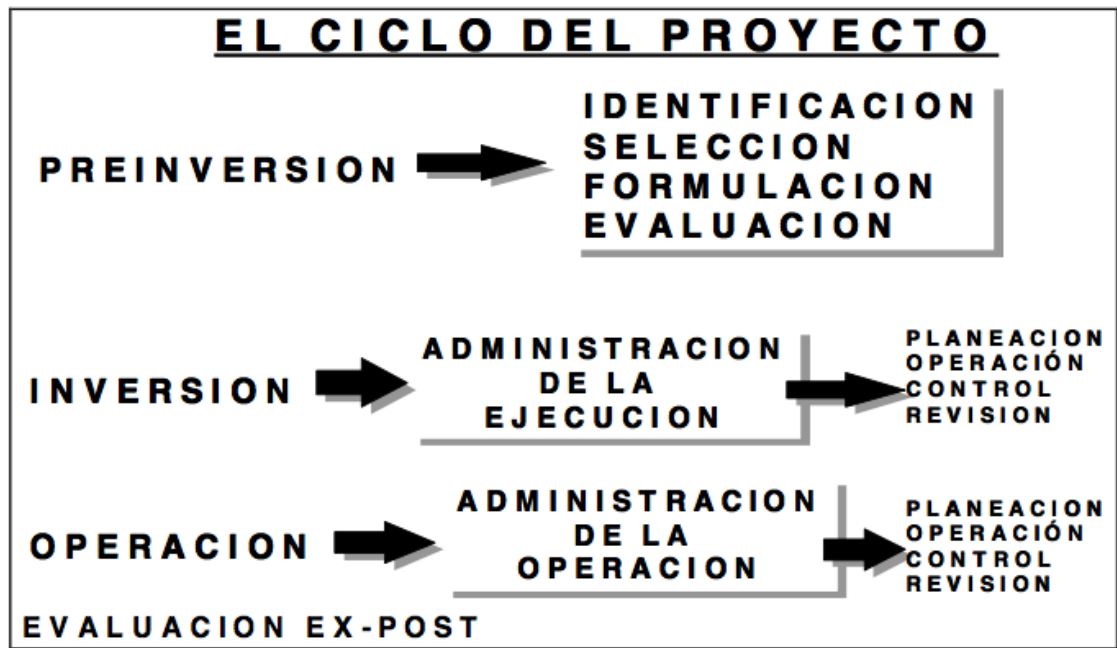 EL CICLO DEL PROYECTO
PREINVERSION
IDENTIFICACION
SELECCION
FORMULACION
EVALUACION
INVERSION
ADMINISTRACION
DE LA
EJECUCION
PLANEACION
OPERACIÓN
CONTROL
REVISION
OPERACION
ADMINISTRACION
DE LA
OPERACION
PLANEACION
OPERACIÓN
CONTROL
REVISION
EVALUACION EX-POST